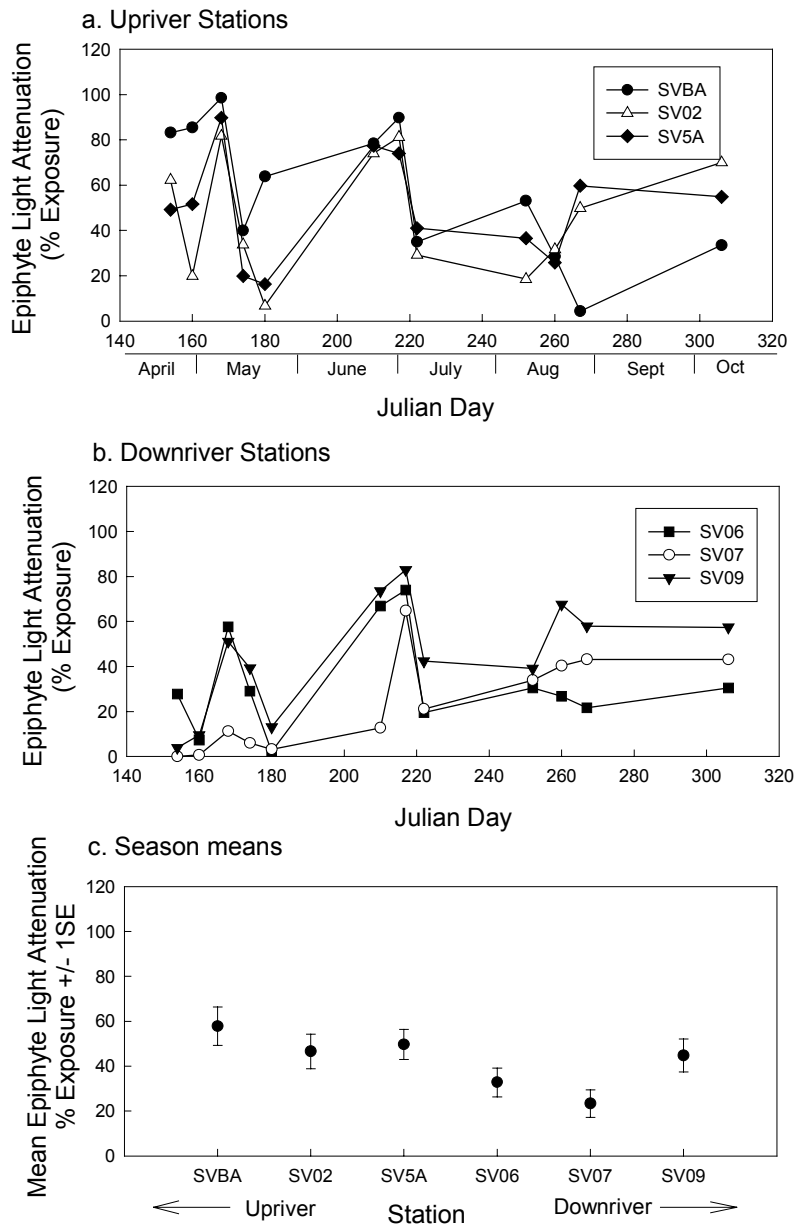 a. Upriver Stations
Epiphyte Light Attenuation
(% Exposure)
120
100
80
60
40
20
0
SVBA
SV02
SV5A
140 160 180 200 220 240 260 280 300 320
April May June July Aug Sept Oct
Julian Day
b. Downriver Stations
Epiphyte Light Attenuation
(% Exposure)
120
100
80
60
40
20
0
SV06
SV07
SV09
140 160 180 200 220 240 260 280 300 320
Julian Day
c. Season means
Mean Epiphyte Light Attenuation
% Exposure +/- 1SE
120
100
80
60
40
20
0
SVBA SV02 SV5A SV06 SV07 SV09
Upriver Station Downriver